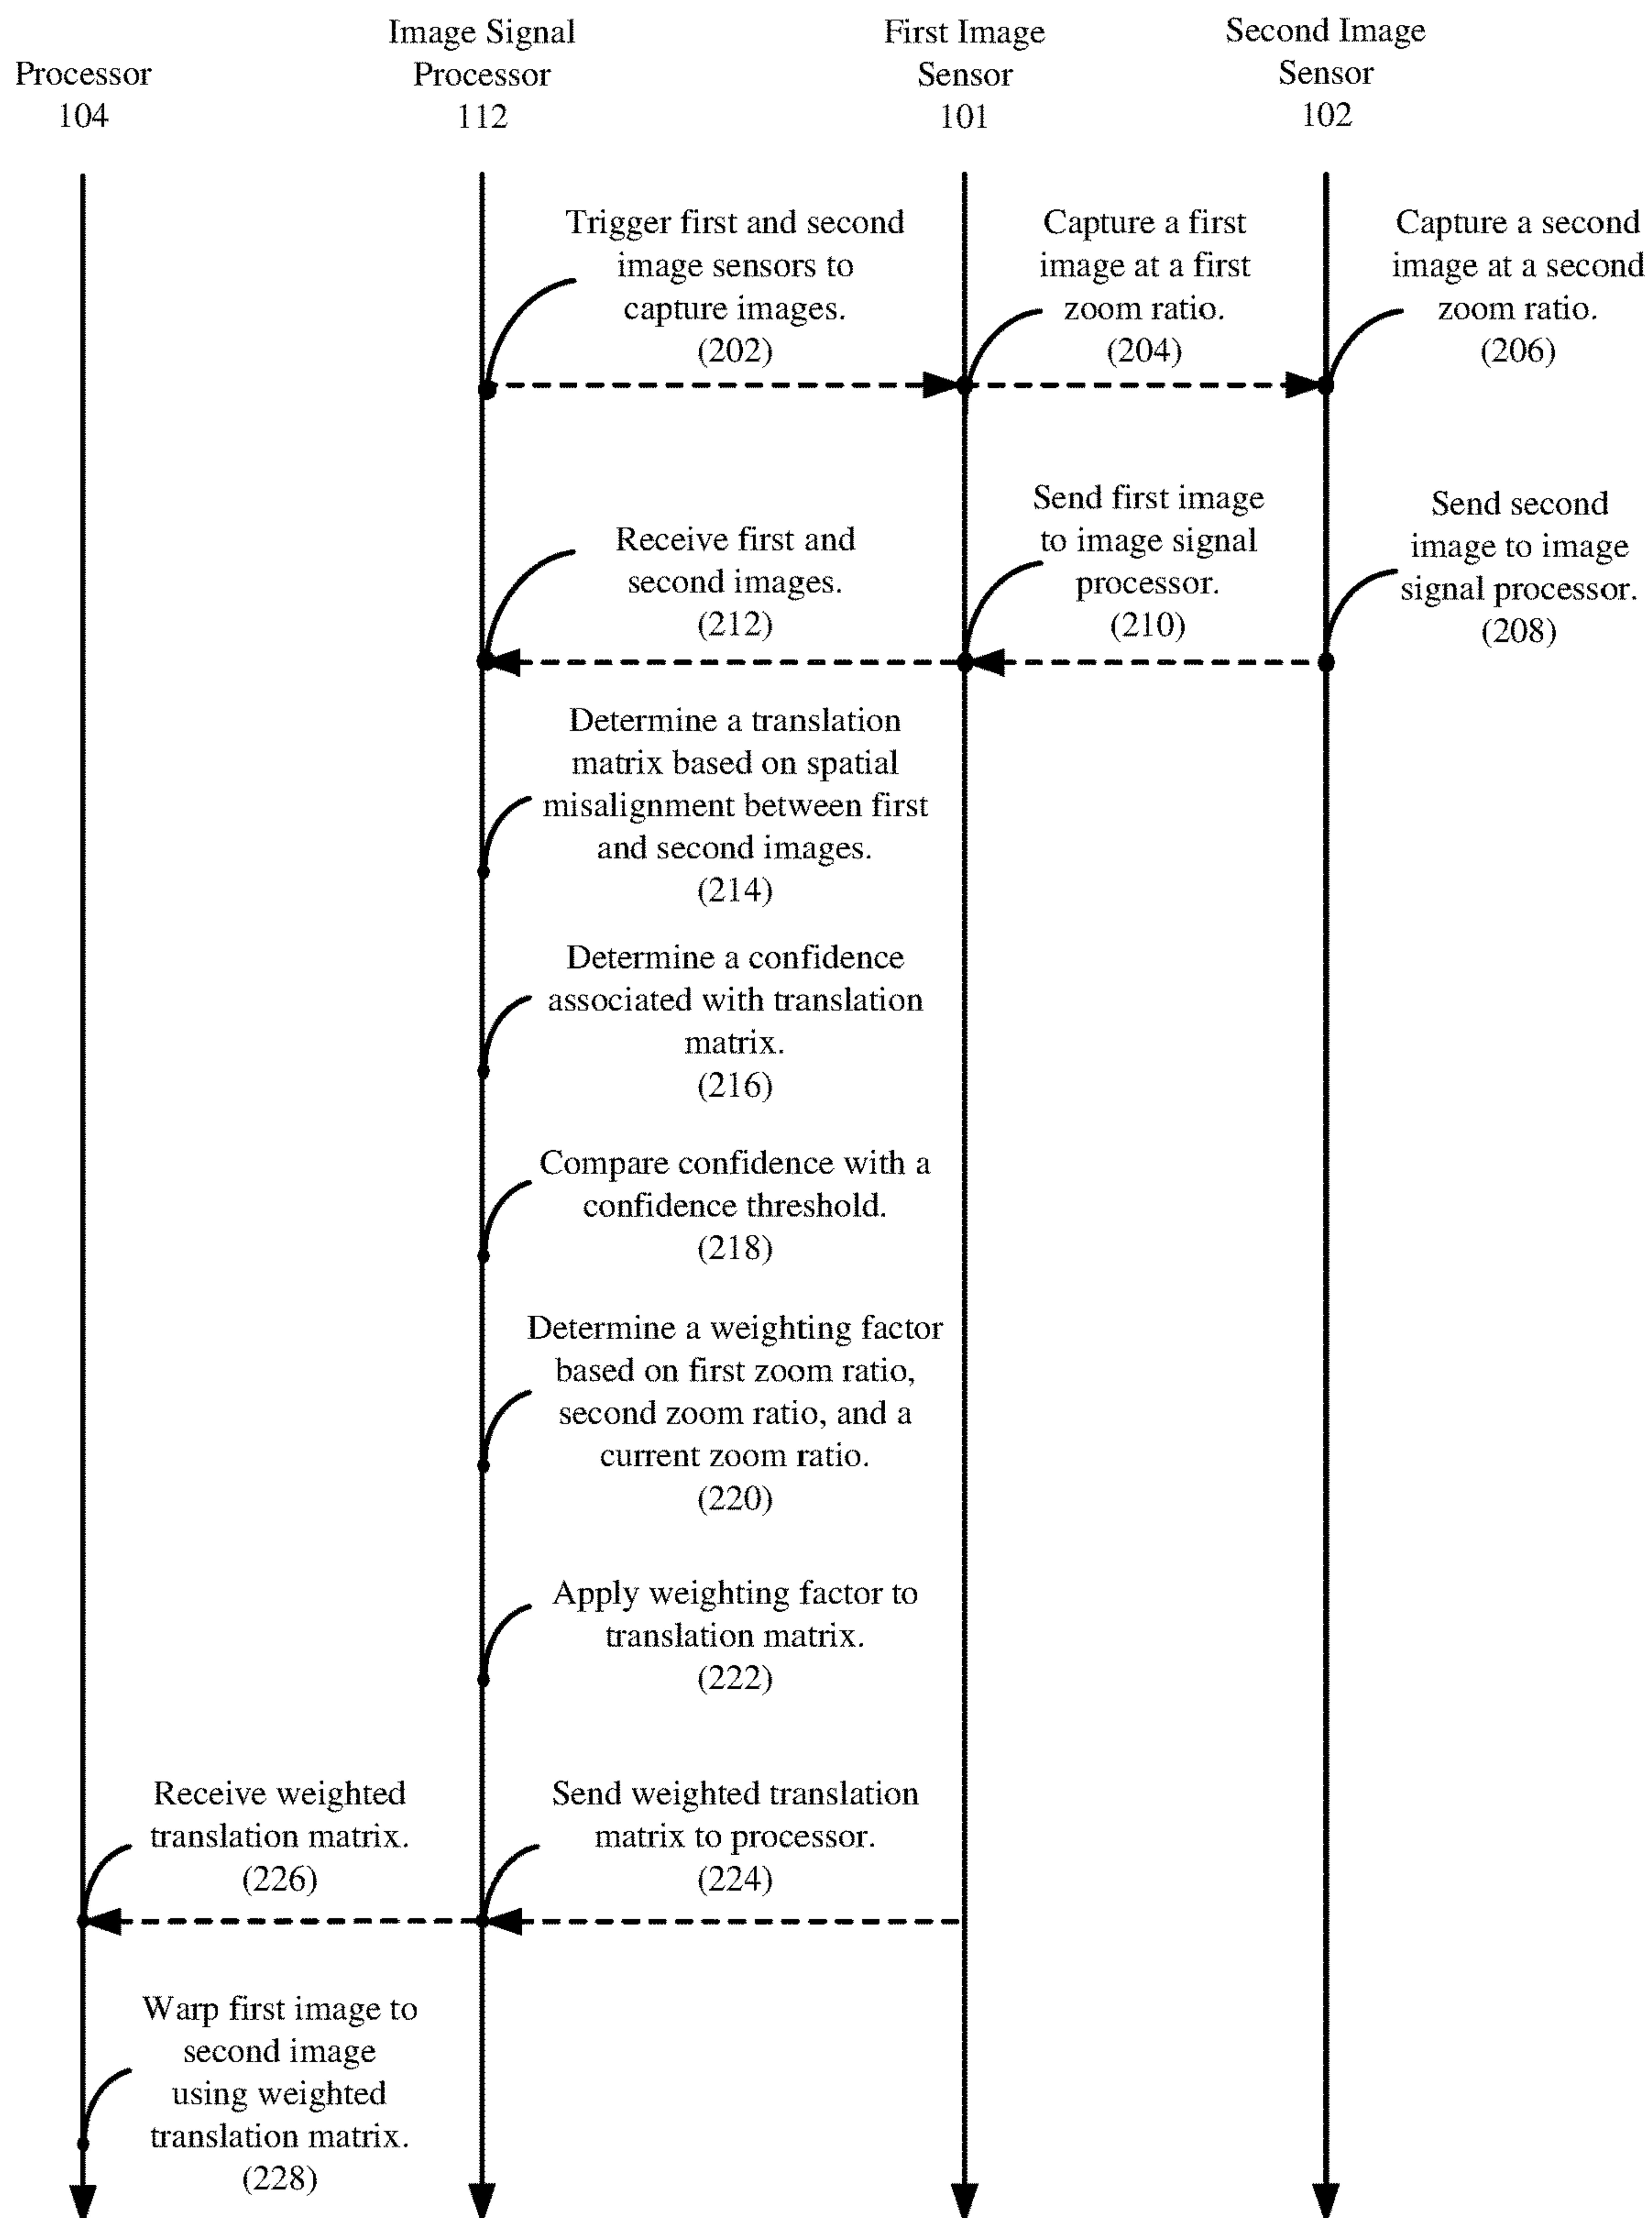 Processor
104
Image Signal
Processor
112
First Image
Sensor
101
Second Image
Sensor
102
Trigger first and second
image sensors to
capture images.
(202)
Capture a first
image at a first
zoom ratio.
(204)
Capture a second
image at a second
zoom ratio.
(206)
Receive first and
second images.
(212)
Send first image
to image signal
processor.
(210)
Send second
image to image
signal processor.
(208)
Determine a translation
matrix based on spatial
misalignment between first
and second images.
(214)
Determine a confidence
associated with translation
matrix.
(216)
Compare confidence with a
confidence threshold.
(218)
Determine a weighting factor
based on first zoom ratio,
second zoom ratio, and a
current zoom ratio.
(220)
Apply weighting factor to
translation matrix.
(222)
Receive weighted
translation matrix.
(226)
Send weighted translation
matrix to processor.
(224)
Warp first image to
second image
using weighted
translation matrix.
(228)